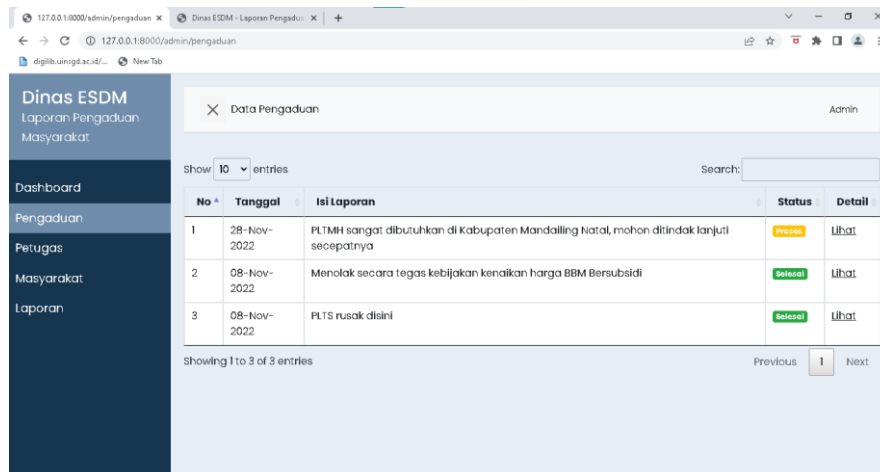 127.0.0.1:8000/admin/pengaduan
Dinas ESDM - Laporan Pengadu
127.0.0.1:8000/admin/pengaduan
digilib.uinsgd.ac.id/...
New Tab
Dinas ESDM
Laporan Pengaduan
Masyarakat
Data Pengaduan
Admin
Dashboard
Pengaduan
Petugas
Masyarakat
Laporan
Show 10 entries
Search:
No Tanggal Isi Laporan Status Detail
1 28-Nov-2022 PLTMH sangat dibutuhkan di Kabupaten Mandailing Natal, mohon ditindak lanjuti
secepatnya Proses Lihat
2 08-Nov-2022 Menolak secara tegas kebijakan kenaikan harga BBM Bersubsidi Selesai Lihat
3 08-Nov-2022 PLTS rusak disini Selesai Lihat
Showing 1 to 3 of 3 entries
Previous 1 Next